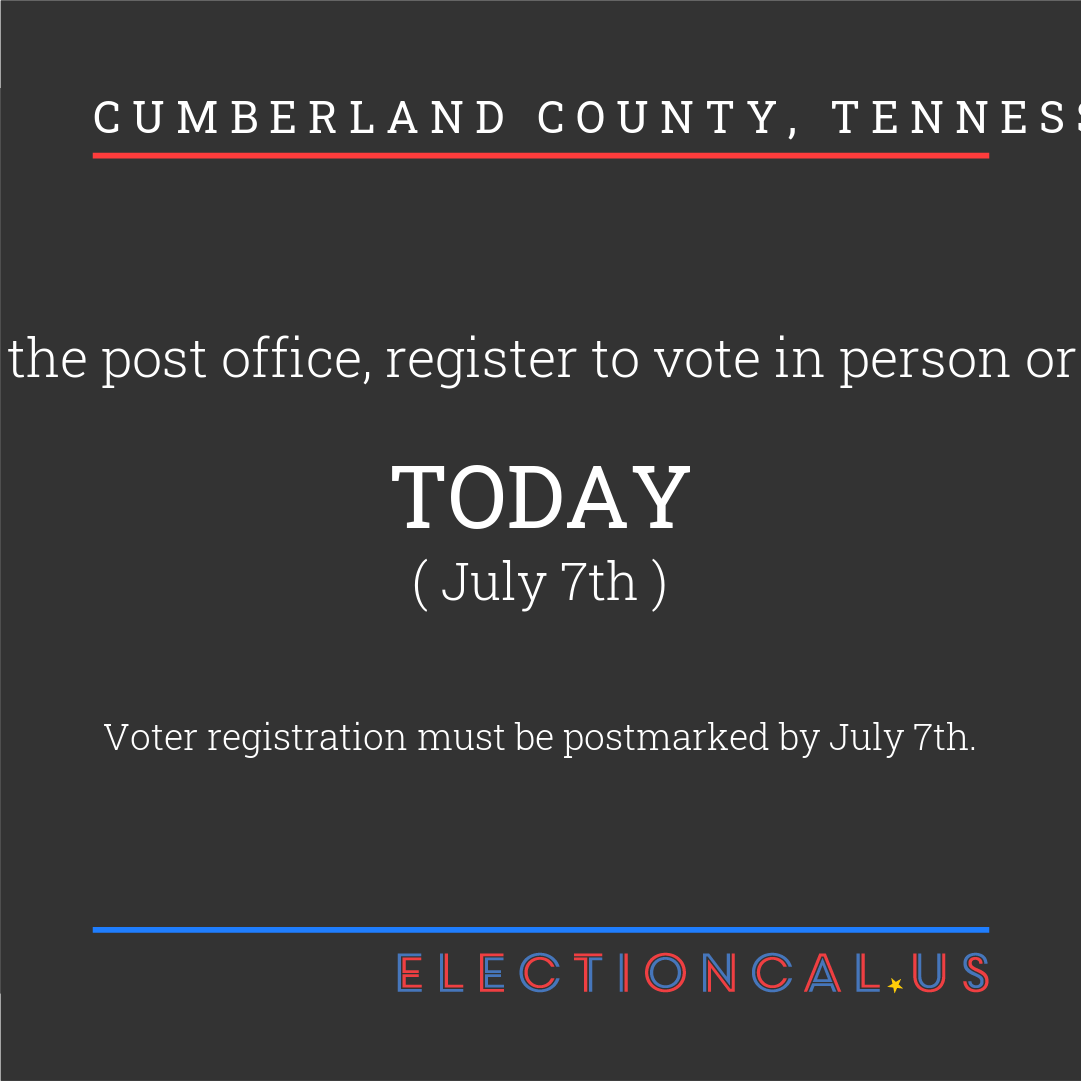 CUMBERLAND COUNTY, TENNES
the post office, register to vote in person or
TODAY
( July 7th )
Voter registration must be postmarked by July 7th.
ELECTIONCAL.US